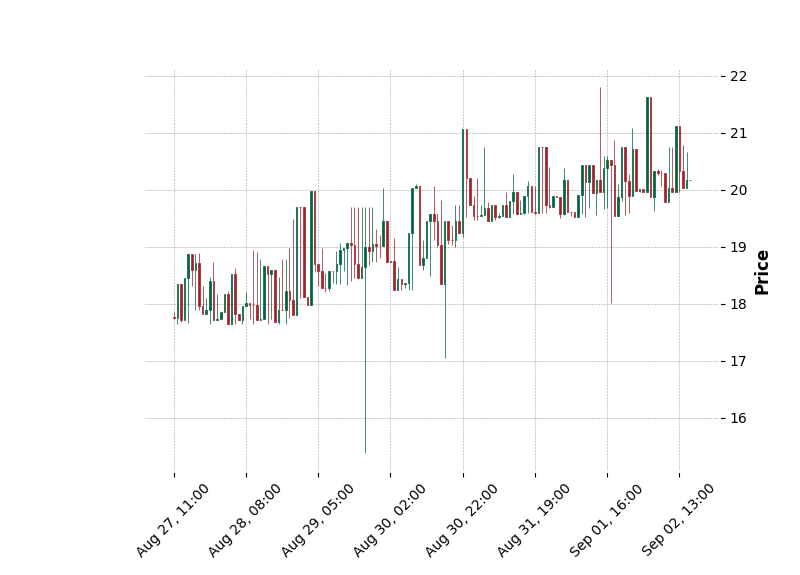 22
21
20
19
18
17
16
Price
Aug 27, 11:00
Aug 28, 08:00
Aug 29, 05:00
Aug 30, 02:00
Aug 30, 22:00
Aug 31, 19:00
Sep 01, 16:00
Sep 02, 13:00